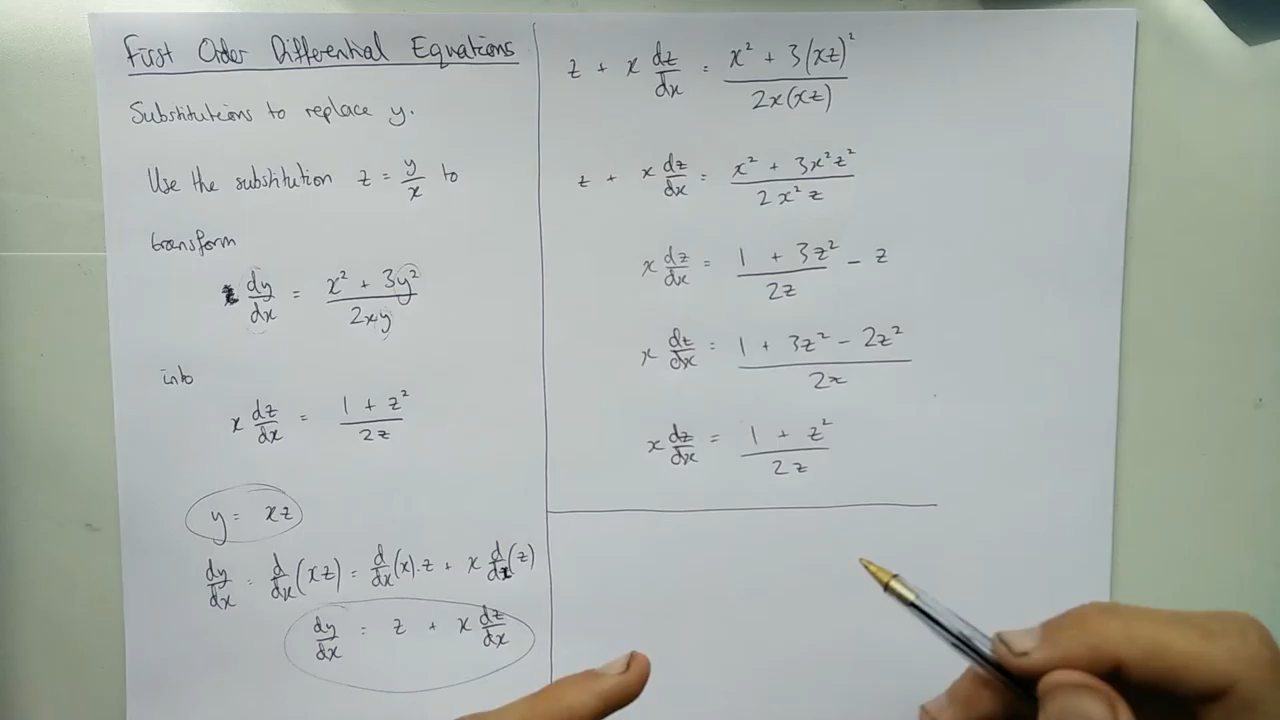 First Order Differential Equations
Substitutions to replace y.
Use the substitution z = y/x to
transform
dy/dx = (x² + 3y²)/(2xy)
into
x dz/dx = (1 + z²)/(2z)
y = xz
dy/dx = d/dx(xz) = d/dx(x).z + x d/dx(z)
dy/dx = z + x dz/dx
z + x dz/dx = (x² + 3(xz)²)/(2x(xz))
z + x dz/dx = (x² + 3x²z²)/(2x²z)
x dz/dx = (1 + 3z²)/(2z) - z
x dz/dx = (1 + 3z² - 2z²)/(2x)
x dz/dx = (1 + z²)/(2z)